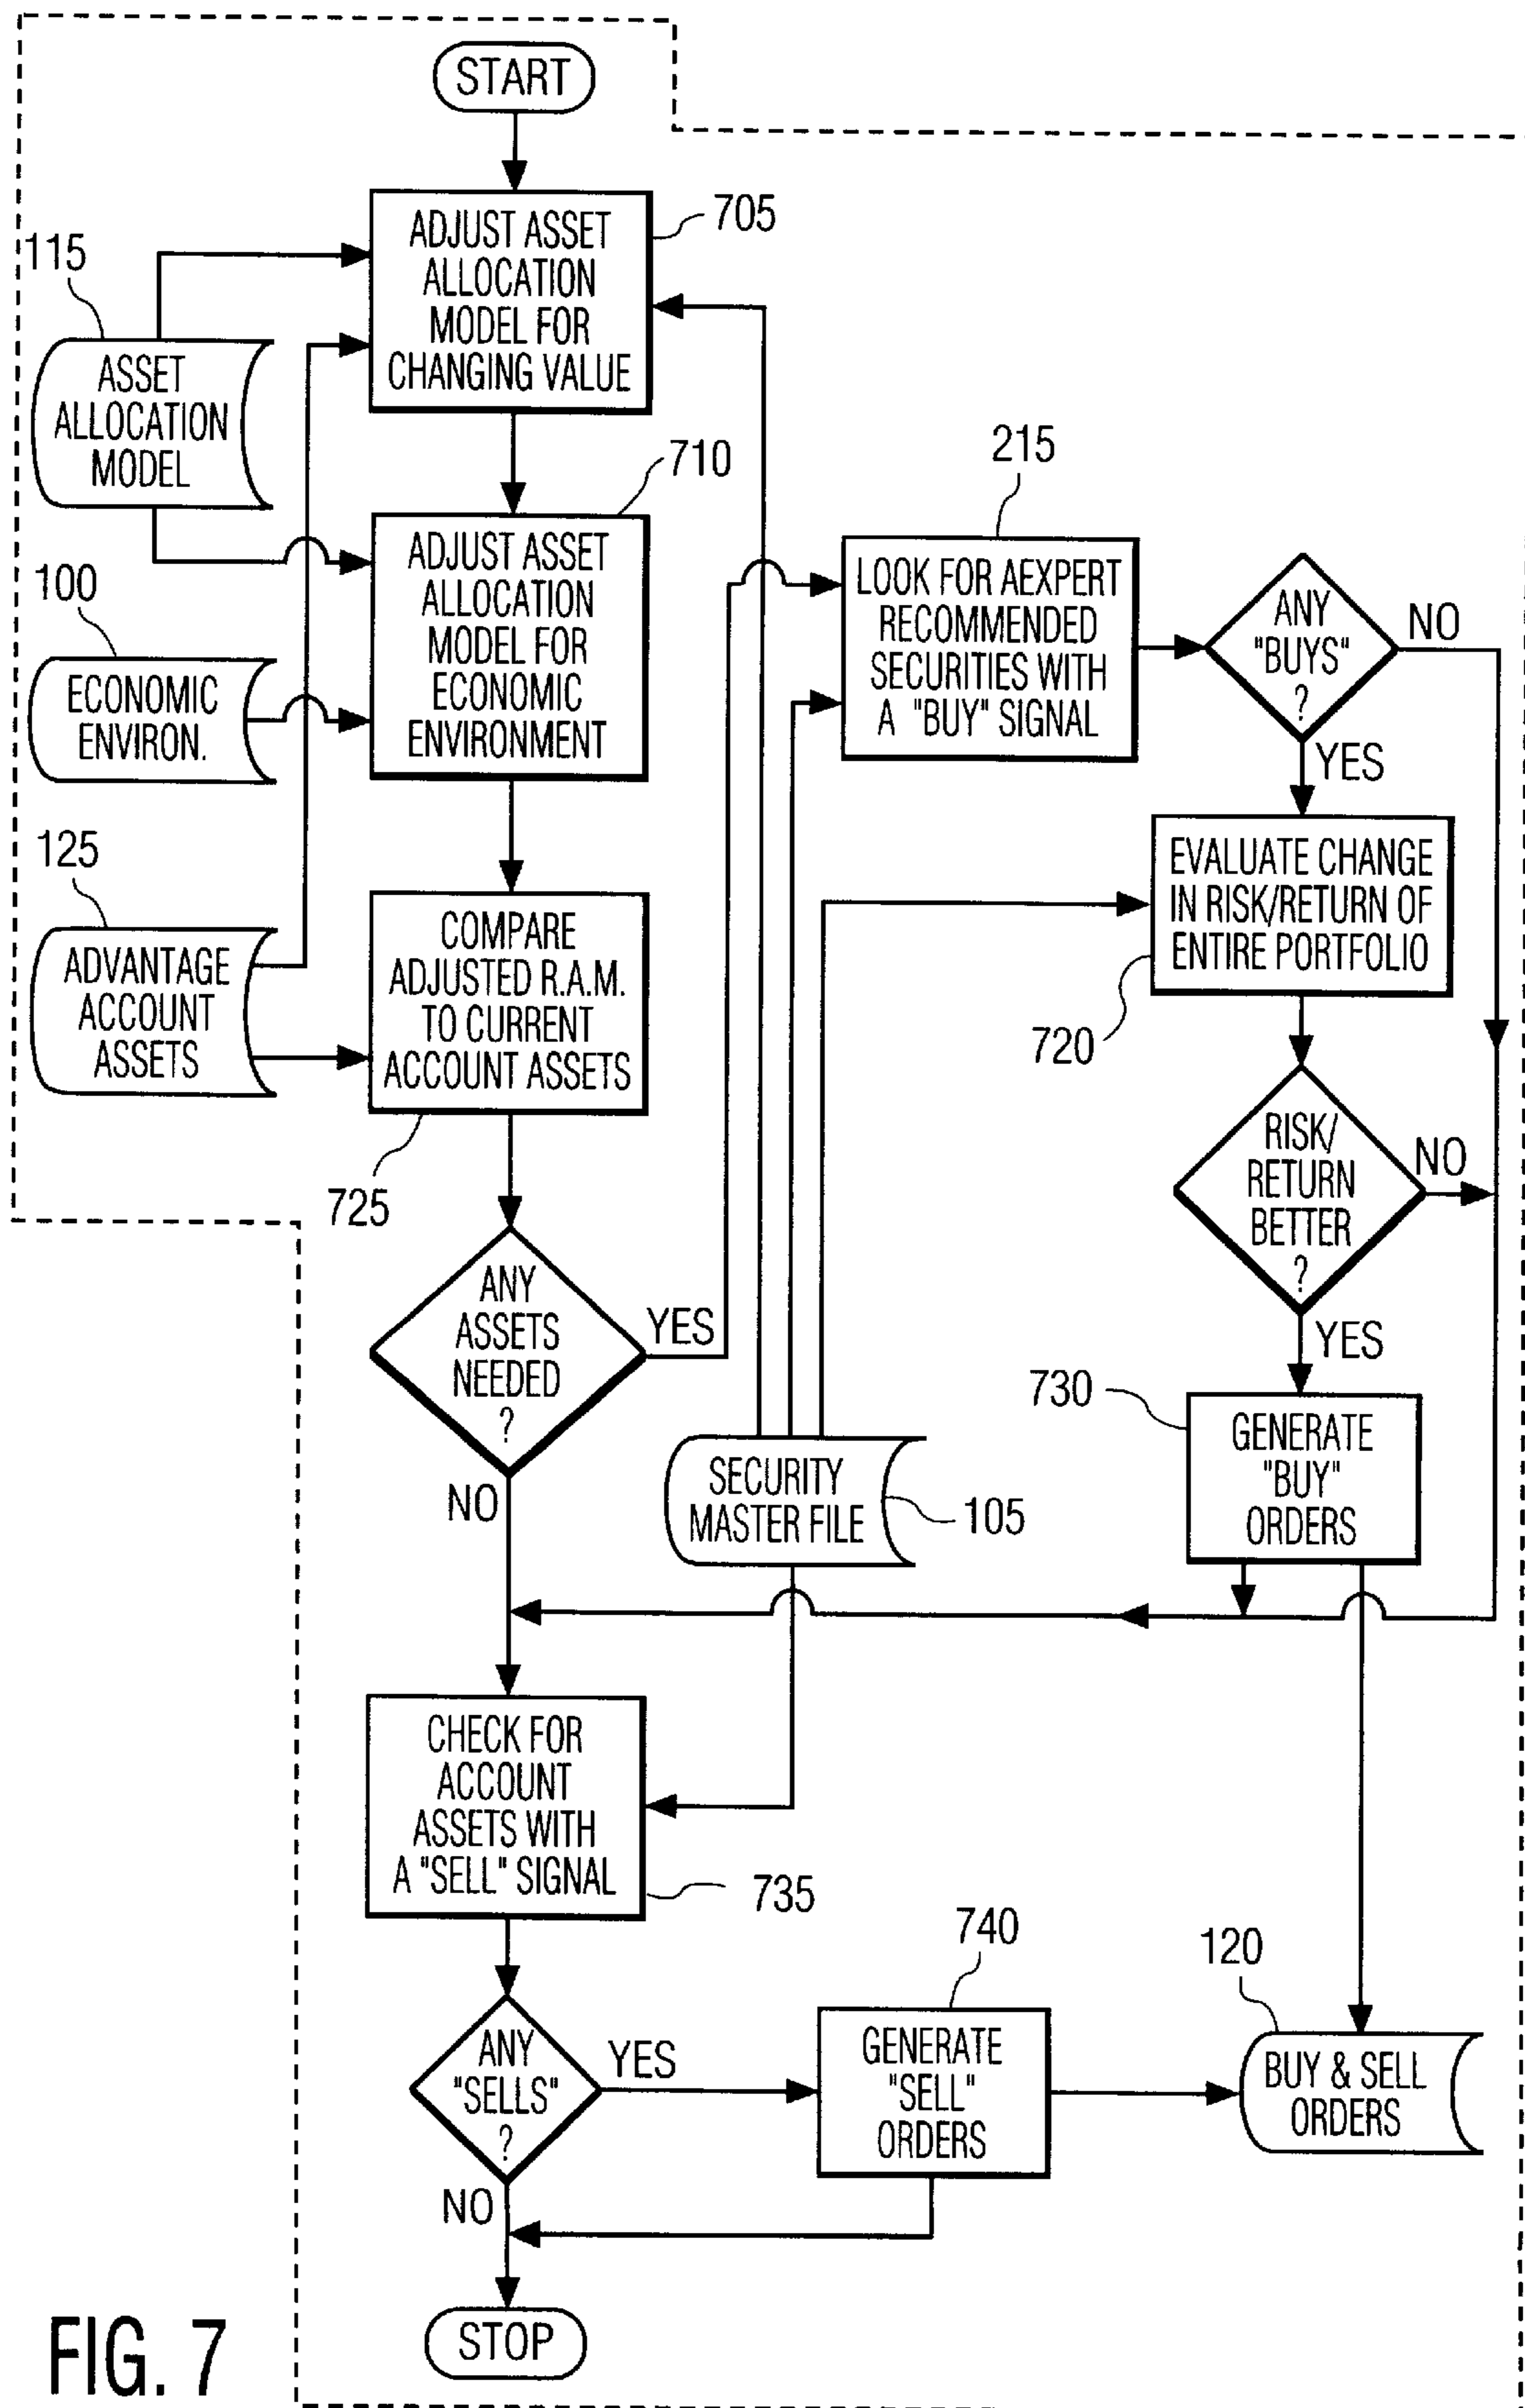 START
705
ADJUST ASSET
ALLOCATION
MODEL FOR
CHANGING VALUE
115
ASSET
ALLOCATION
MODEL
710
ADJUST ASSET
ALLOCATION
MODEL FOR
ECONOMIC
ENVIRONMENT
100
ECONOMIC
ENVIRON.
125
ADVANTAGE
ACCOUNT
ASSETS
COMPARE
ADJUSTED R.A.M.
TO CURRENT
ACCOUNT ASSETS
725
ANY
ASSETS
NEEDED
?
YES
NO
215
LOOK FOR AEXPERT
RECOMMENDED
SECURITIES WITH
A "BUY" SIGNAL
ANY
"BUYS"
?
NO
YES
EVALUATE CHANGE
IN RISK/RETURN OF
ENTIRE PORTFOLIO
720
RISK/
RETURN
BETTER
?
NO
YES
730
GENERATE
"BUY"
ORDERS
SECURITY
MASTER FILE
105
CHECK FOR
ACCOUNT
ASSETS WITH
A "SELL" SIGNAL
735
ANY
"SELLS"
?
YES
NO
740
GENERATE
"SELL"
ORDERS
120
BUY & SELL
ORDERS
STOP
FIG. 7